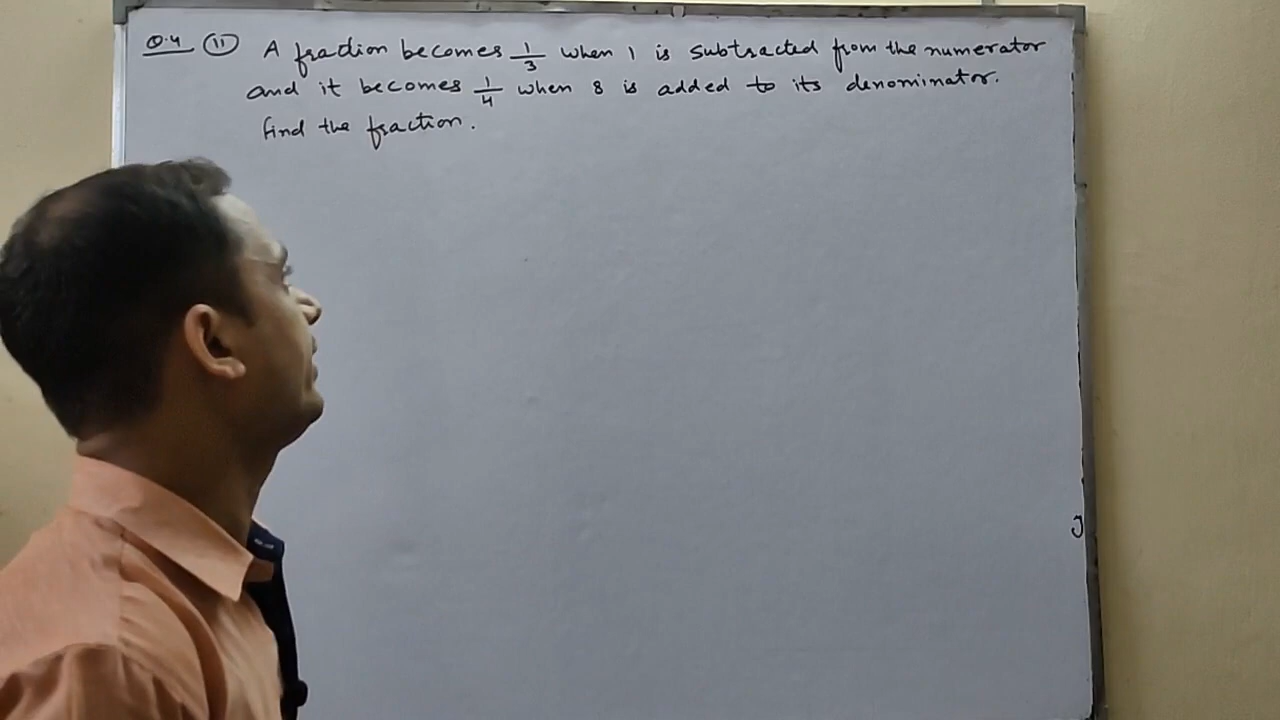 Q.4 (ii) A fraction becomes 1/3 when 1 is subtracted from the numerator
and it becomes 1/4 when 8 is added to its denominator.
find the fraction.
J